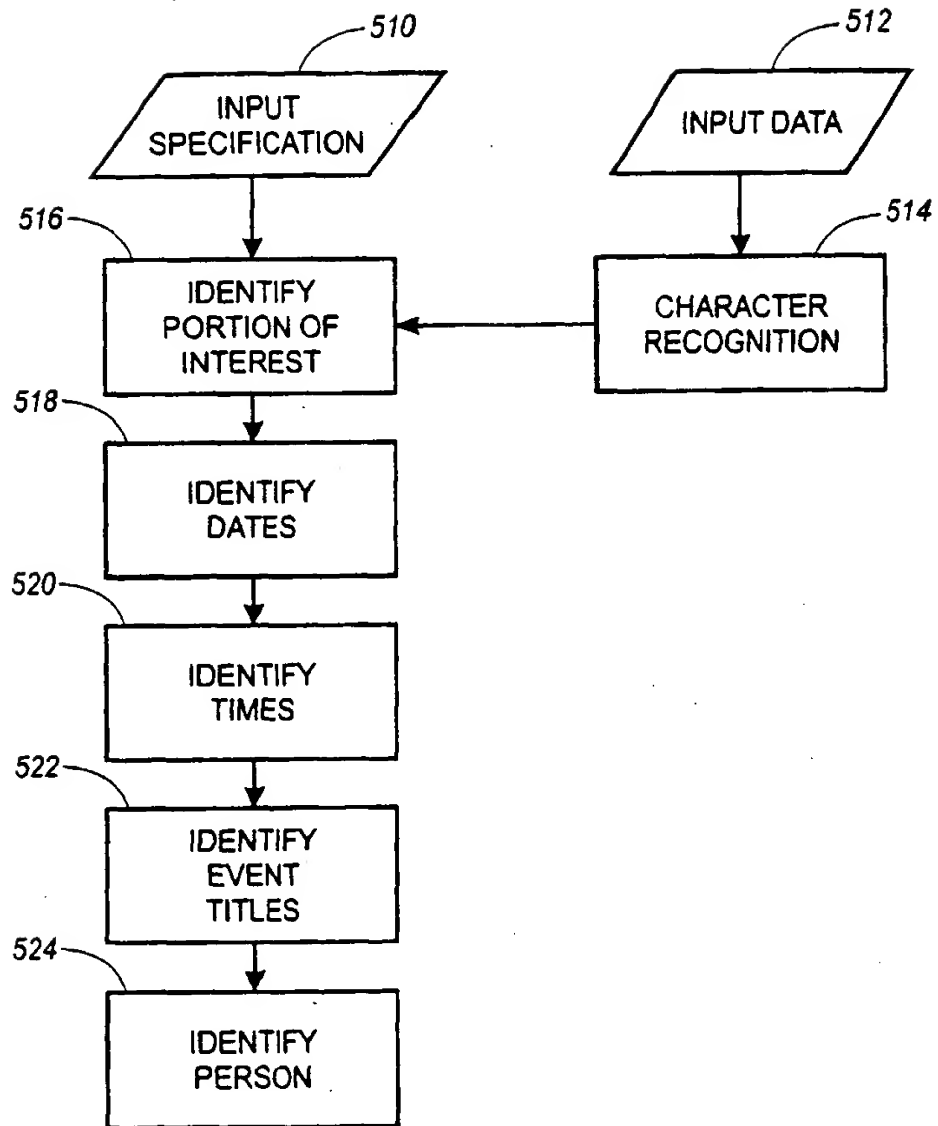 510
INPUT
SPECIFICATION
512
INPUT DATA
516
IDENTIFY
PORTION OF
INTEREST
514
CHARACTER
RECOGNITION
518
IDENTIFY
DATES
520
IDENTIFY
TIMES
522
IDENTIFY
EVENT
TITLES
524
IDENTIFY
PERSON